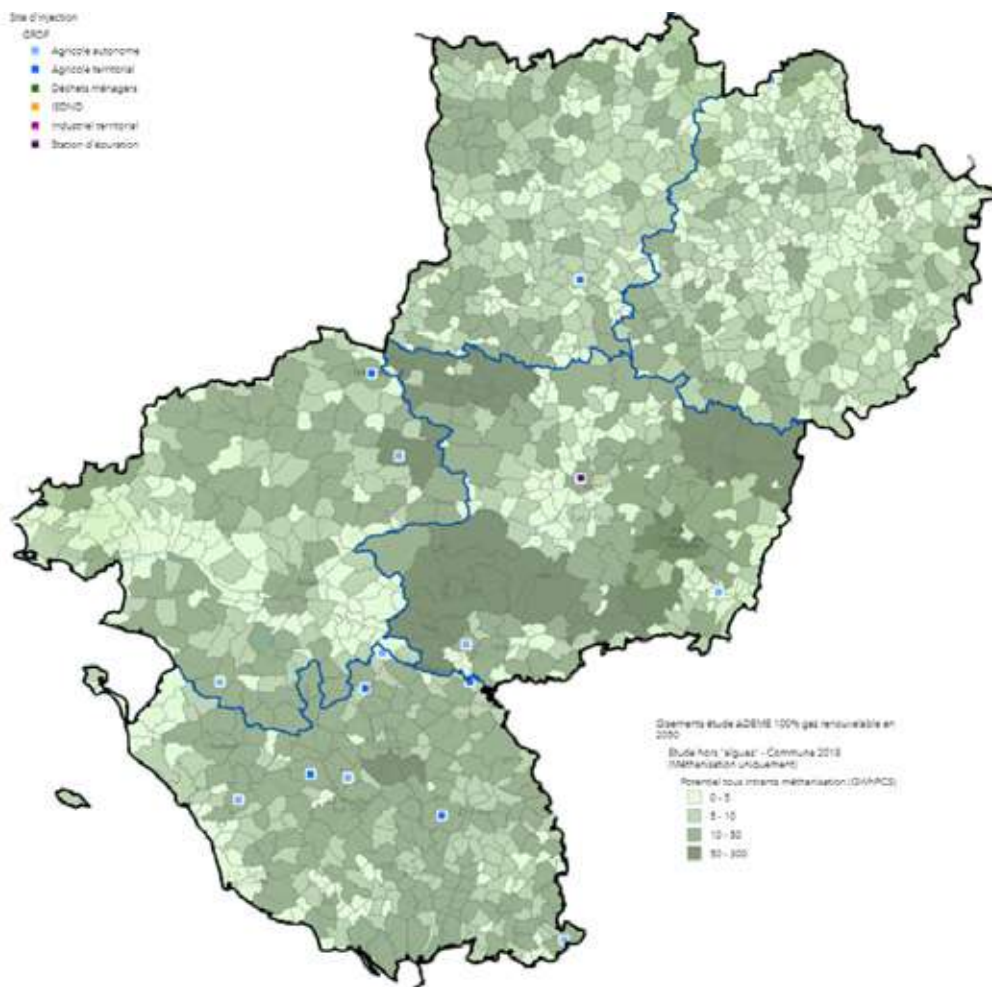 Site d'injection
GRDF
Agricole autonome
Agricole territorial
Déchets ménagers
ISDND
Industriel territorial
Station d'épuration
Gisements étude ADEME 100% gaz renouvelable en
2050
Etude hors "algues" - Commune 2018
(Méthanisation uniquement)
Potentiel tous intrants méthanisation (GWhPCS)
0 - 5
5 - 10
10 - 50
50 - 300